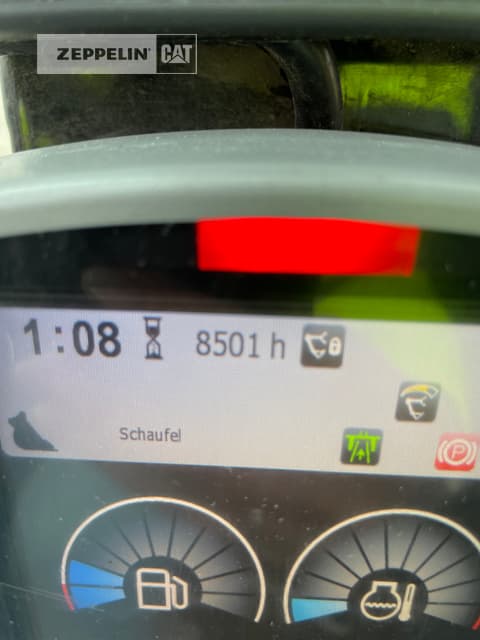 ZEPPELIN CAT
1:08 8501 h
Schaufel
P